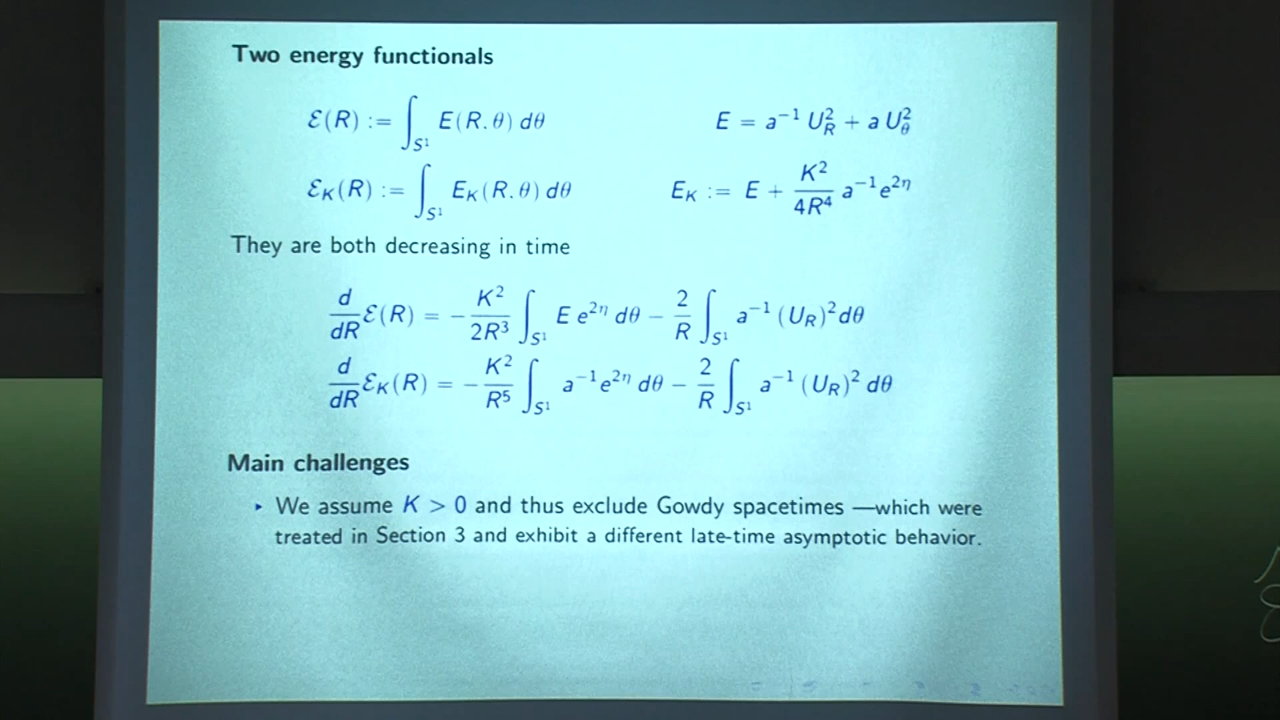 Two energy functionals
ℰ(R) := ∫_{S¹} E(R.θ) dθ    E = a⁻¹ U_R² + a U_θ²
ℰ_K(R) := ∫_{S¹} E_K(R.θ) dθ    E_K := E + K²/4R⁴ a⁻¹e^{2η}
They are both decreasing in time
d/dR ℰ(R) = − K²/2R³ ∫_{S¹} E e^{2η} dθ − 2/R ∫_{S¹} a⁻¹ (U_R)² dθ
d/dR ℰ_K(R) = − K²/R⁵ ∫_{S¹} a⁻¹e^{2η} dθ − 2/R ∫_{S¹} a⁻¹ (U_R)² dθ
Main challenges
▸ We assume K > 0 and thus exclude Gowdy spacetimes —which were
treated in Section 3 and exhibit a different late-time asymptotic behavior.